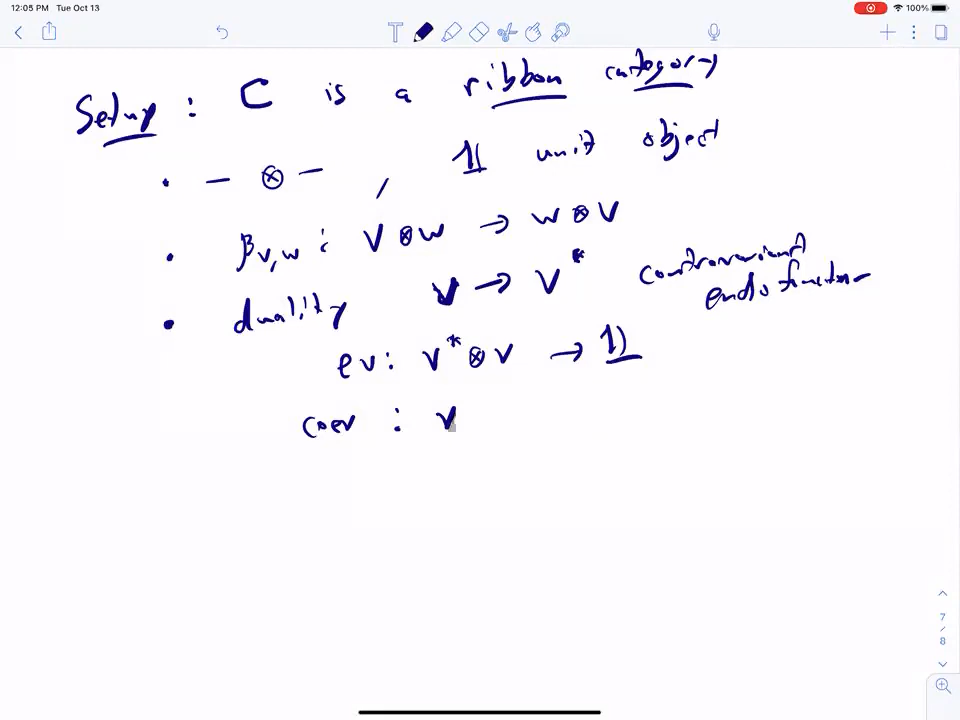 12:05 PM Tue Oct 13
100%
Setup : C is a ribbon category
• — ⊗ — , 𝟙 unit object
• β_{V,W} : V ⊗ W → W ⊗ V
• duality V → V* contravariant endofunctor
ev : V* ⊗ V → 𝟙
coev : V
7
/
8